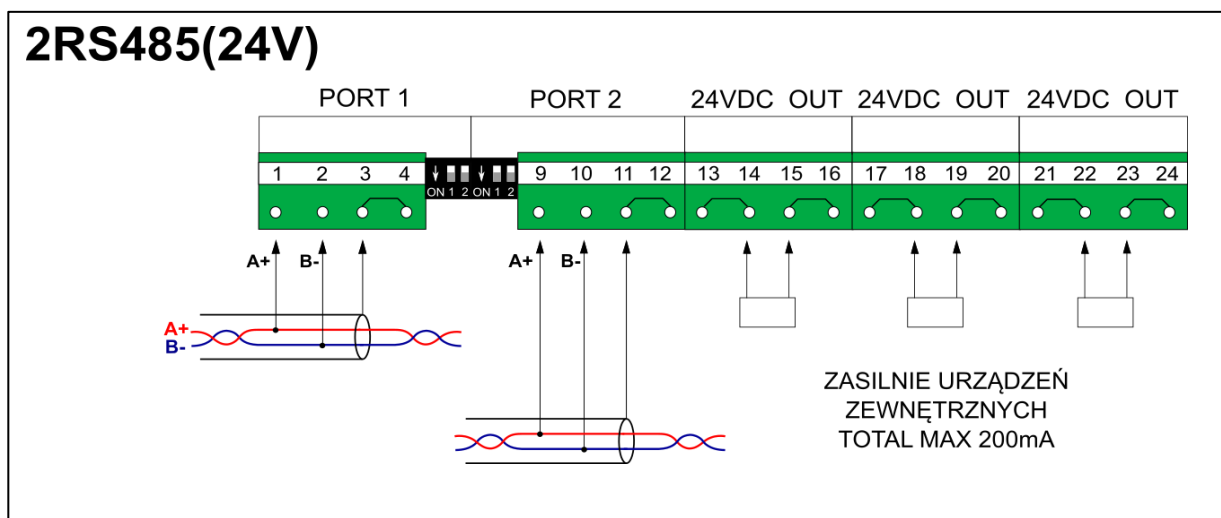 2RS485(24V)
PORT 1 PORT 2 24VDC OUT 24VDC OUT 24VDC OUT
1 2 3 4 9 10 11 12 13 14 15 16 17 18 19 20 21 22 23 24
ON 1 2 ON 1 2
A+ B- A+ B-
A+
B-
ZASILNIE URZĄDZEŃ
ZEWNĘTRZNYCH
TOTAL MAX 200mA